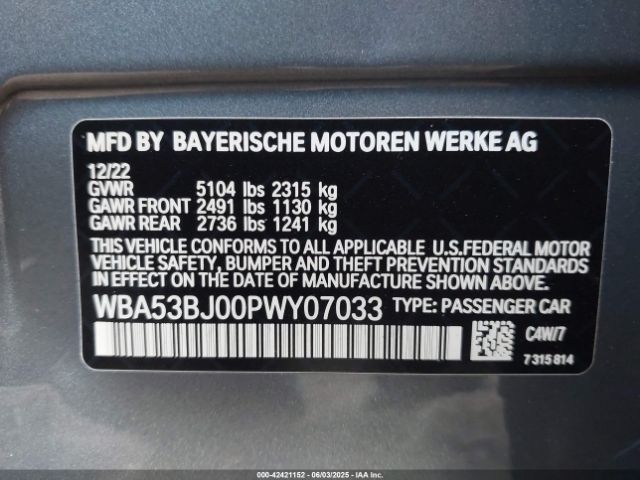 MFD BY BAYERISCHE MOTOREN WERKE AG
12/22
GVWR 5104 lbs 2315 kg
GAWR FRONT 2491 lbs 1130 kg
GAWR REAR 2736 lbs 1241 kg
THIS VEHICLE CONFORMS TO ALL APPLICABLE U.S.FEDERAL MOTOR
VEHICLE SAFETY, BUMPER AND THEFT PREVENTION STANDARDS
IN EFFECT ON THE DATE OF MANUFACTURE SHOWN ABOVE.
WBA53BJ00PWY07033 TYPE: PASSENGER CAR
C4W/7
7315814
000-42421152 - 06/03/2025 - IAA Inc.